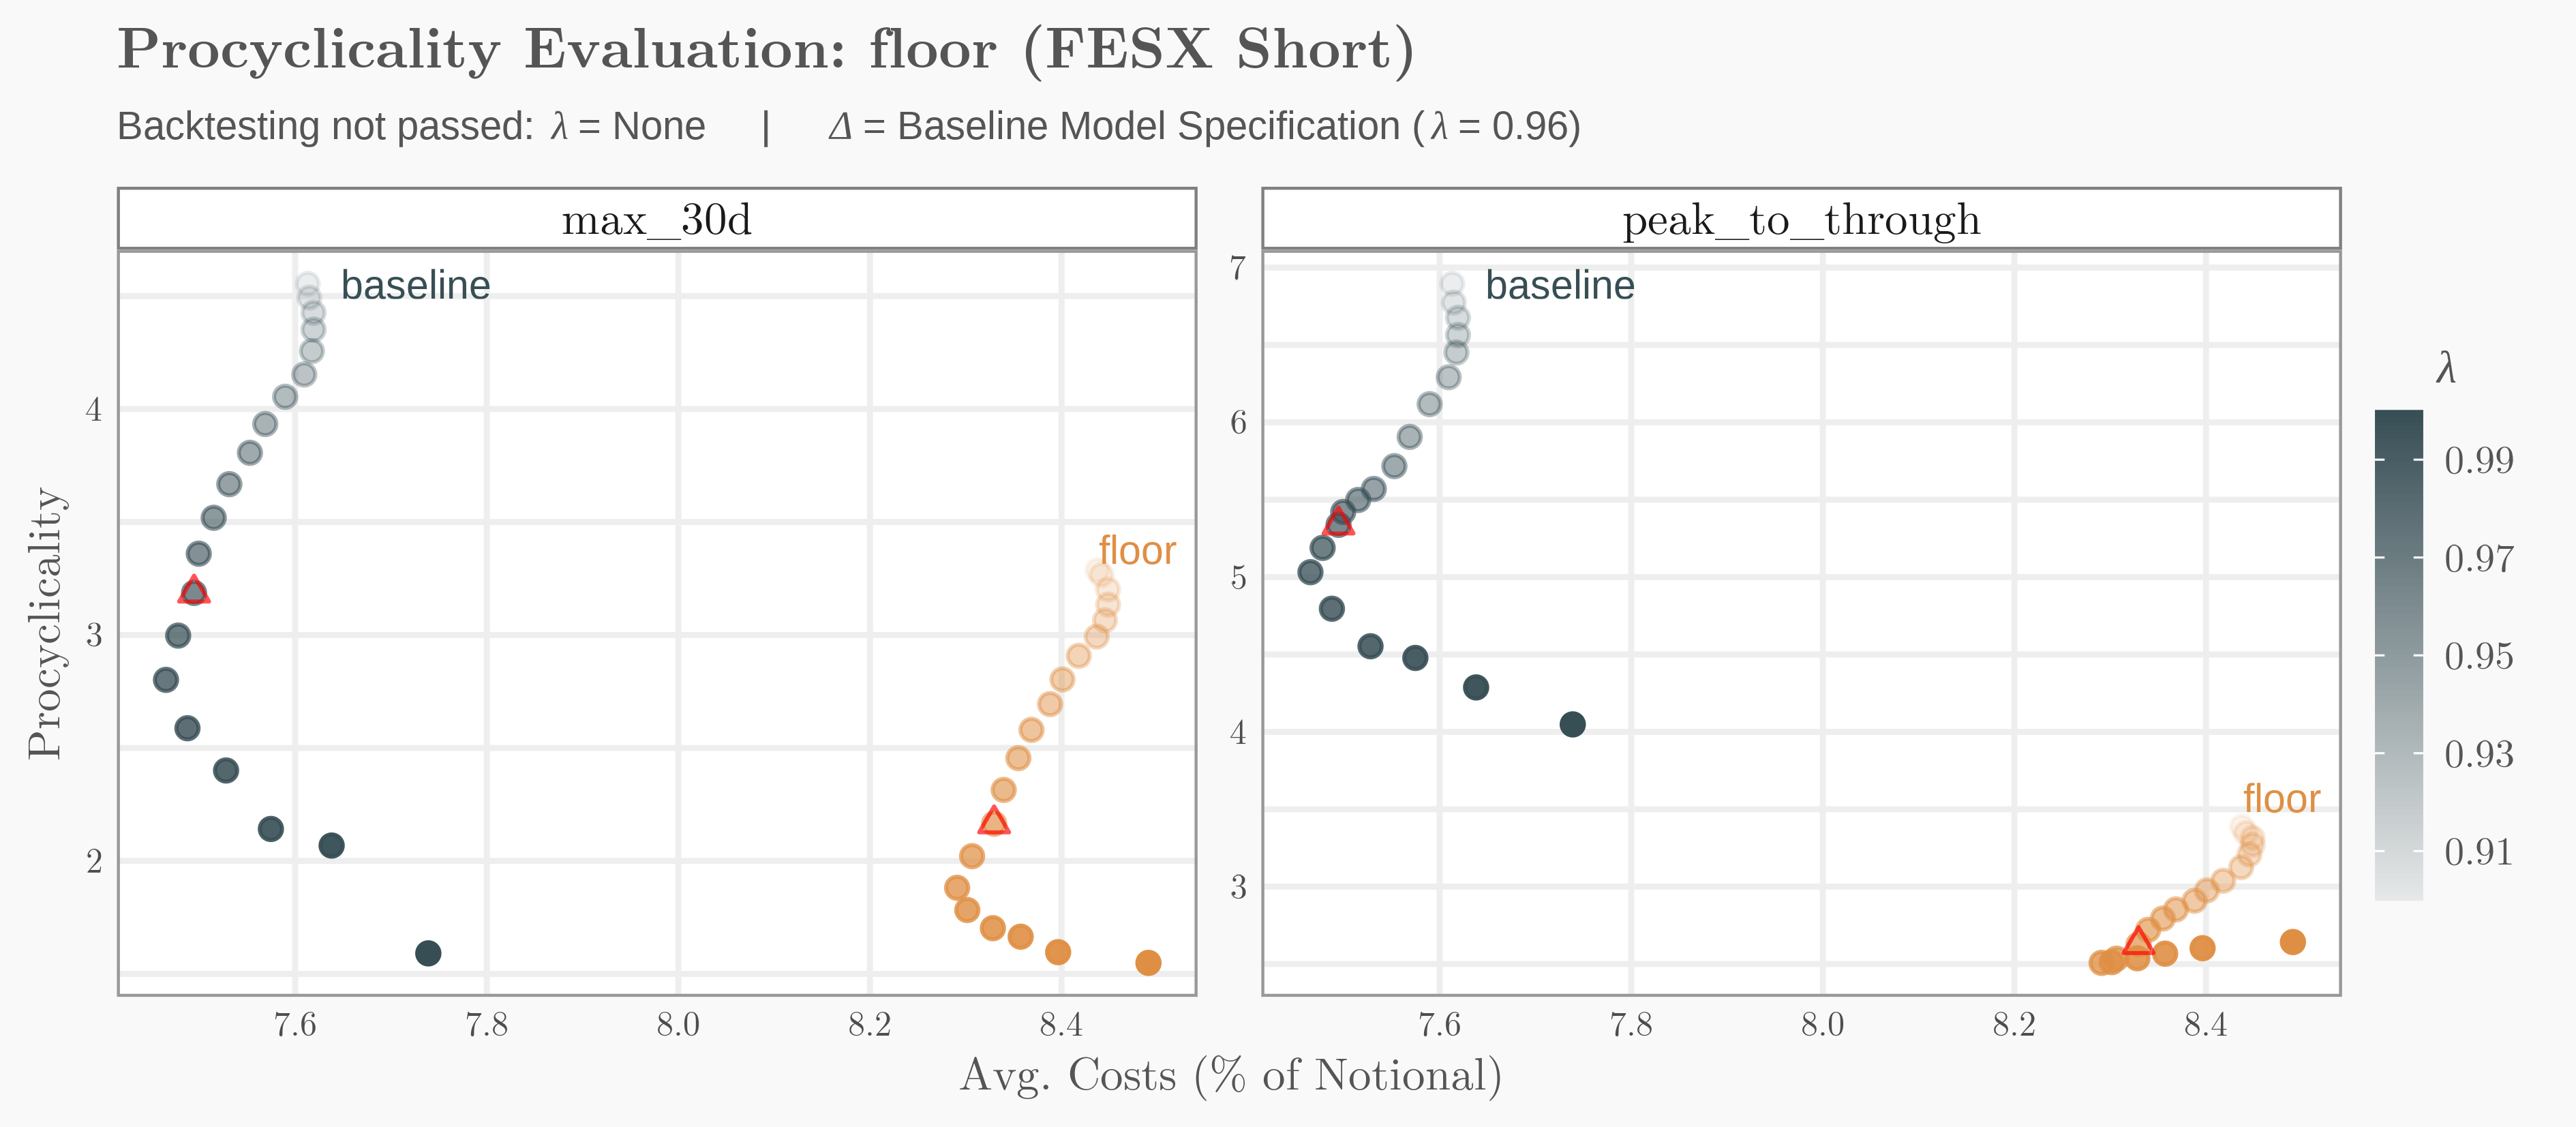 Procyclicality Evaluation: floor (FESX Short)
Backtesting not passed: λ = None | Δ = Baseline Model Specification (λ = 0.96)
max_30d
peak_to_through
Procyclicality
4
3
2
7
6
5
4
3
baseline
floor
baseline
floor
7.6 7.8 8.0 8.2 8.4
7.6 7.8 8.0 8.2 8.4
Avg. Costs (% of Notional)
λ
0.99
0.97
0.95
0.93
0.91